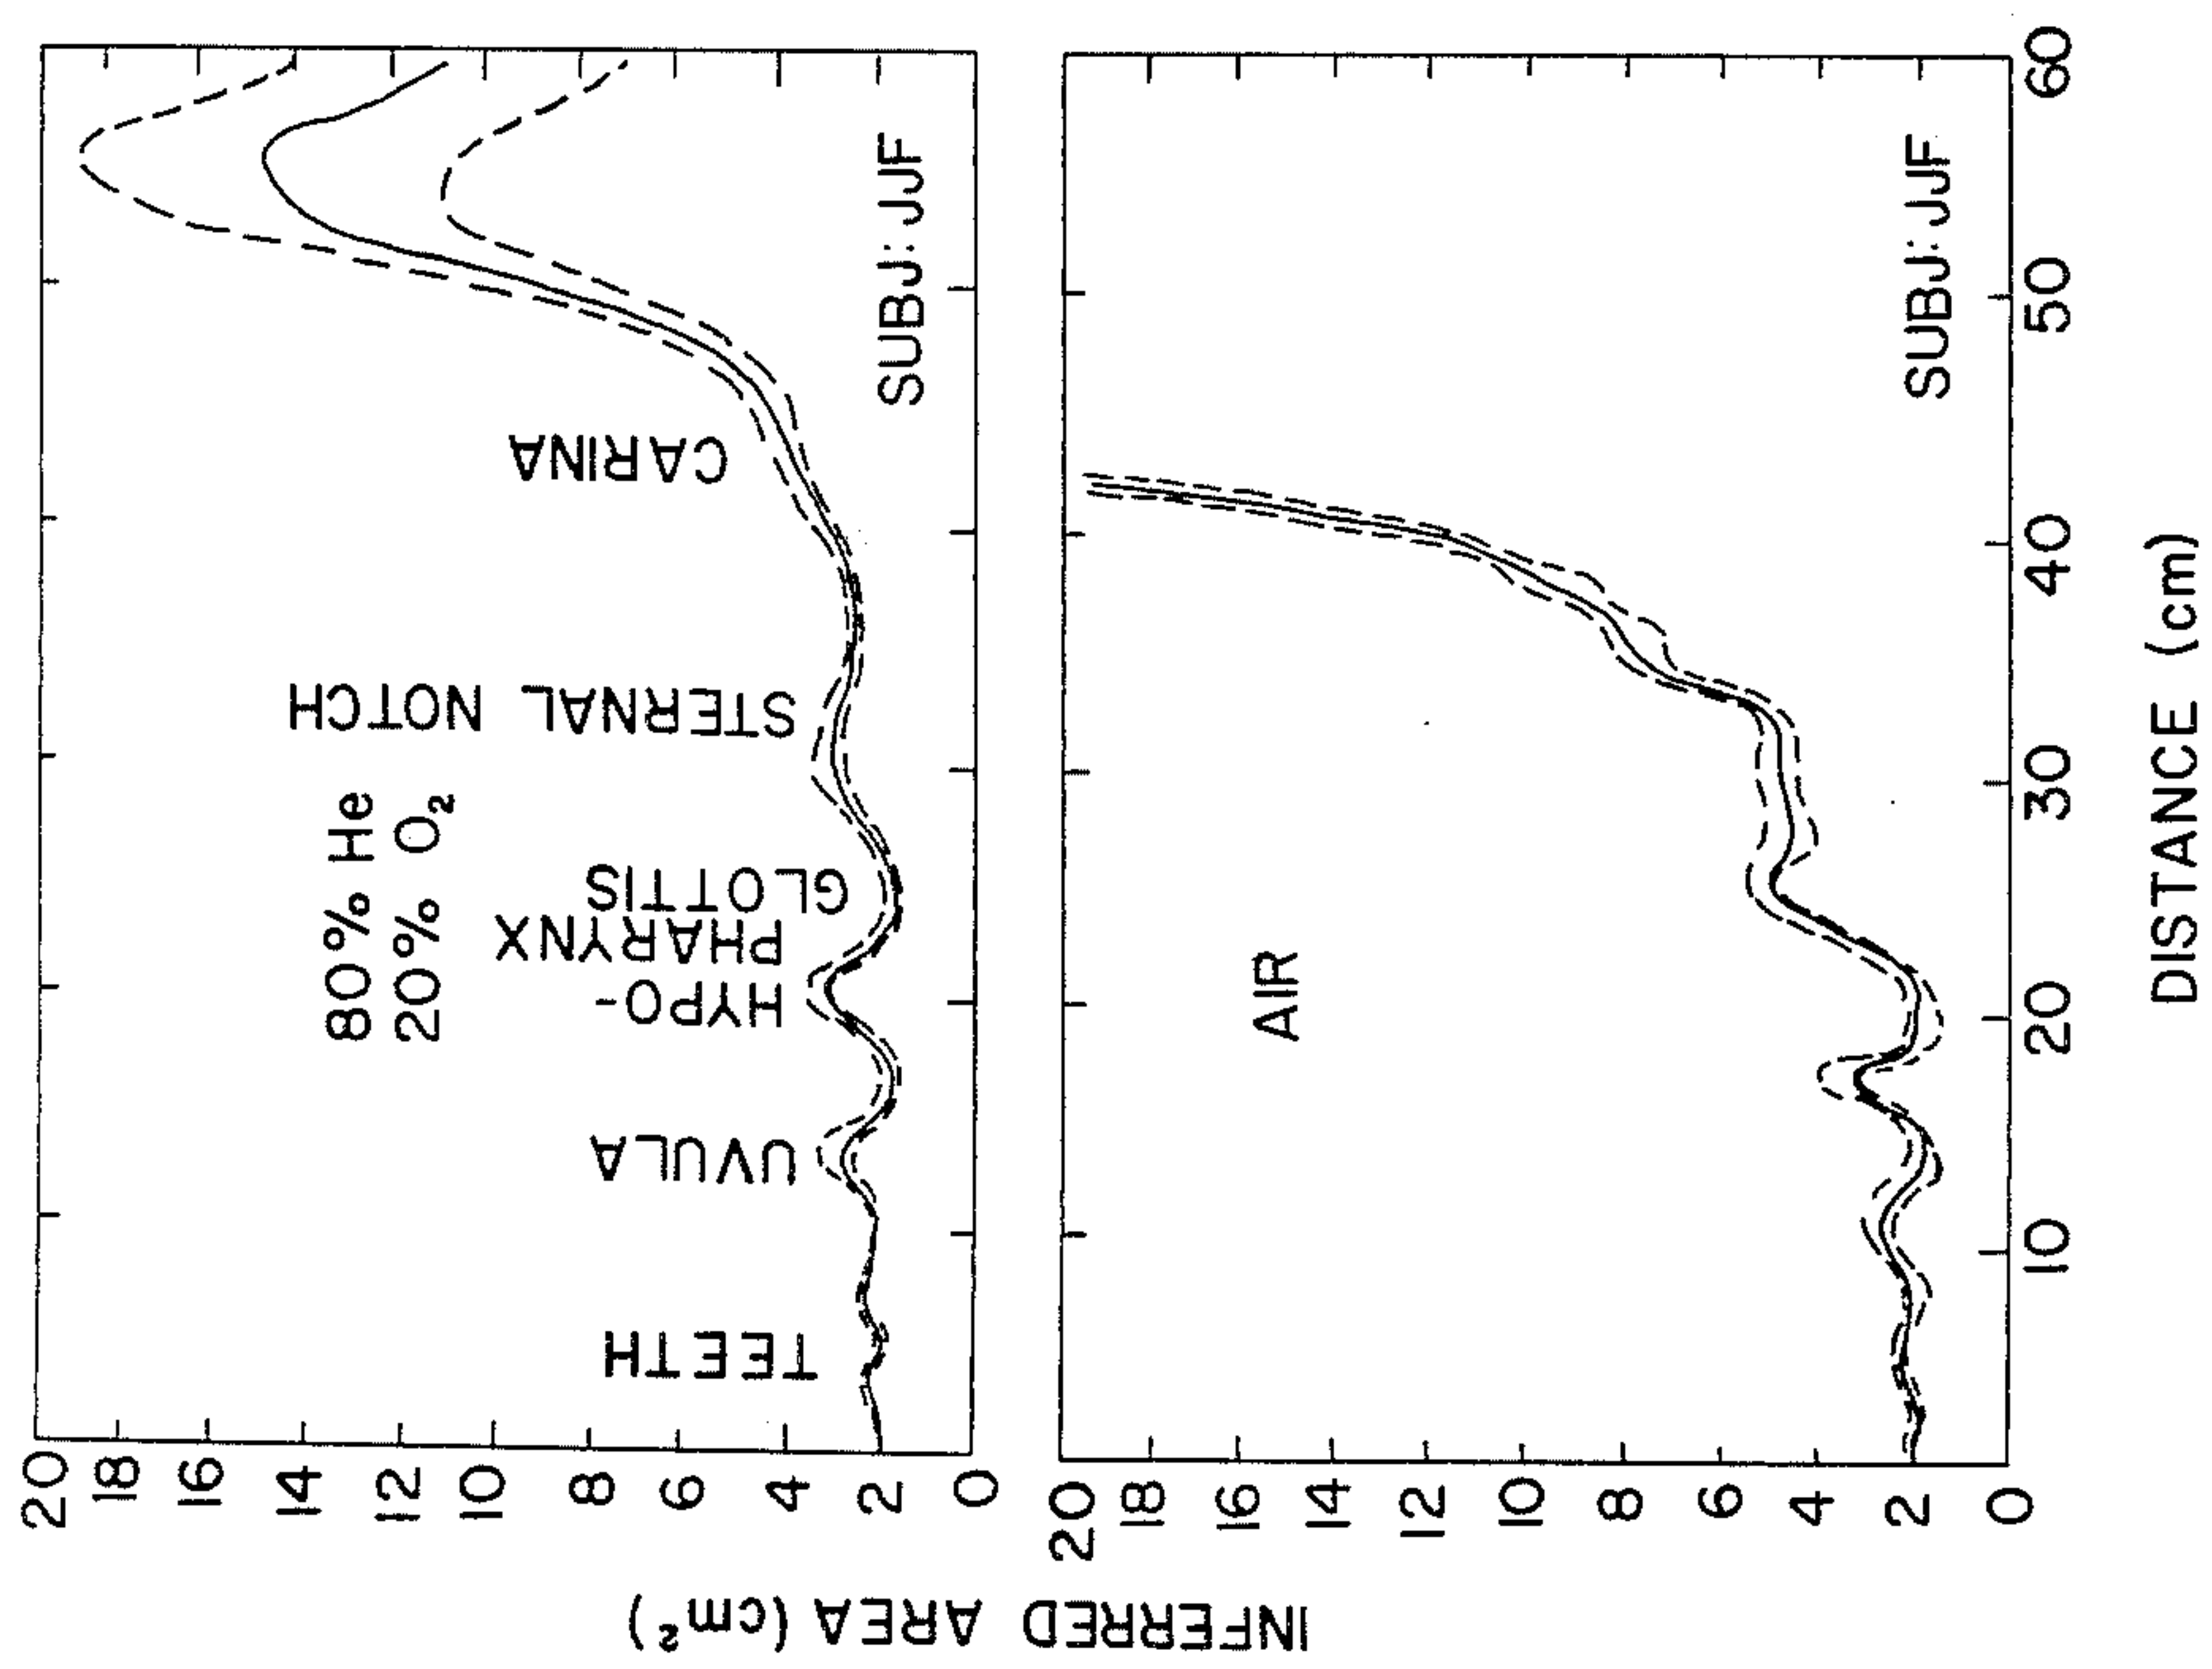 INFERRED AREA (cm²)
20
18
16
14
12
10
8
6
4
2
0
80% He
20% O₂
TEETH
UVULA
HYPO-
PHARYNX
GLOTTIS
STERNAL NOTCH
CARINA
SUBJ: JJF
20
18
16
14
12
10
8
6
4
2
0
AIR
SUBJ: JJF
10
20
30
40
50
60
DISTANCE (cm)